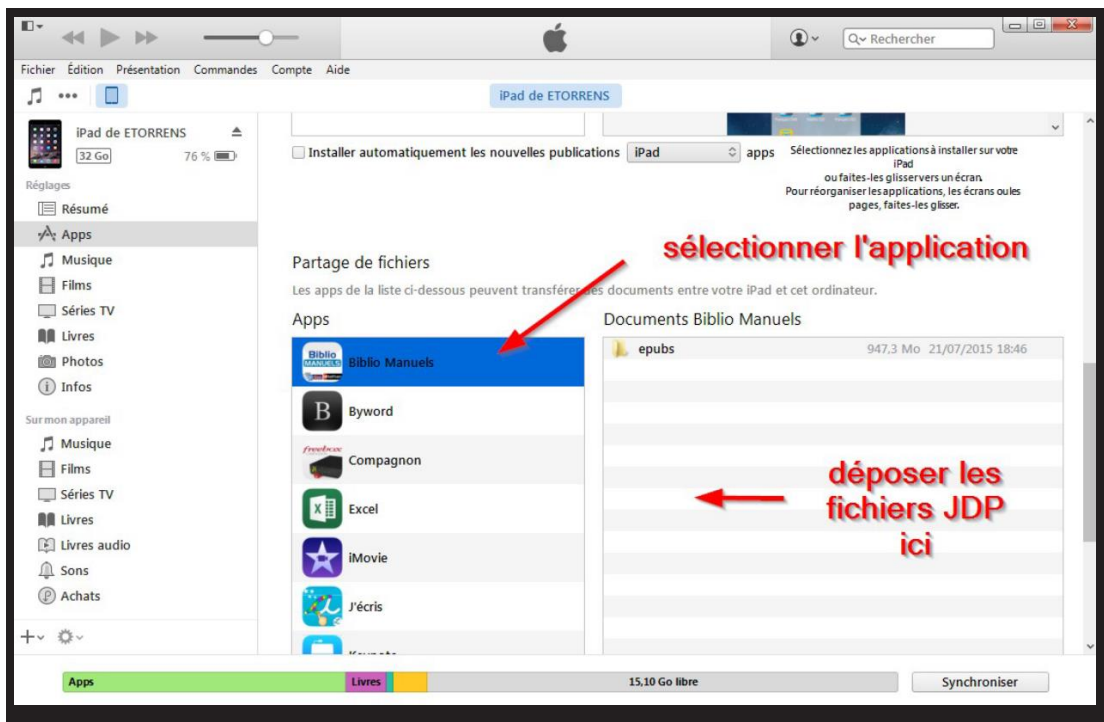 Rechercher
Fichier Édition Présentation Commandes Compte Aide
iPad de ETORRENS
iPad de ETORRENS
32 Go 76 %
Réglages
Résumé
Apps
Musique
Films
Séries TV
Livres
Photos
Infos
Sur mon appareil
Musique
Films
Séries TV
Livres
Livres audio
Sons
Achats
Installer automatiquement les nouvelles publications iPad apps
Sélectionnez les applications à installer sur votre
iPad
ou faites-les glisser vers un écran.
Pour réorganiser les applications, les écrans ou les
pages, faites-les glisser.
sélectionner l'application
Partage de fichiers
Les apps de la liste ci-dessous peuvent transférer des documents entre votre iPad et cet ordinateur.
Apps
Biblio MANUELS
Biblio Manuels
B
Byword
freebox
Compagnon
Excel
iMovie
J'écris
Documents Biblio Manuels
epubs 947,3 Mo 21/07/2015 18:46
déposer les
fichiers JDP
ici
Apps Livres 15,10 Go libre Synchroniser